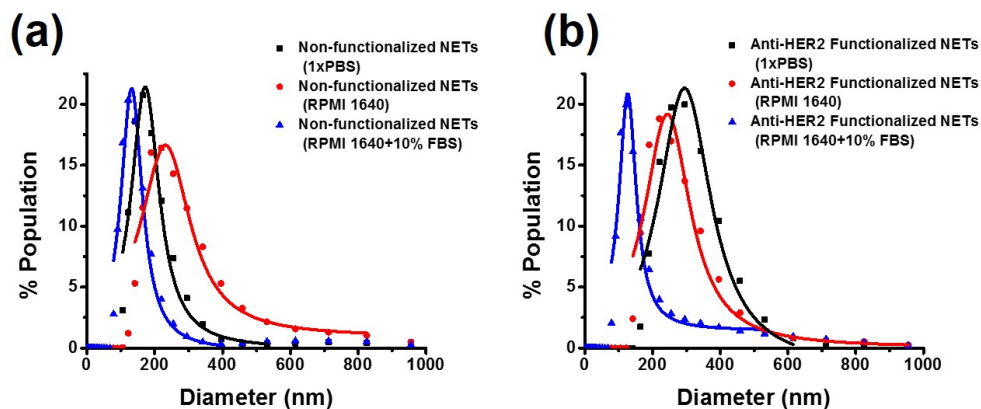 (a)
Non-functionalized NETs
(1xPBS)
Non-functionalized NETs
(RPMI 1640)
Non-functionalized NETs
(RPMI 1640+10% FBS)
20
15
10
5
0
% Population
0 200 400 600 800 1000
Diameter (nm)
(b)
Anti-HER2 Functionalized NETs
(1xPBS)
Anti-HER2 Functionalized NETs
(RPMI 1640)
Anti-HER2 Functionalized NETs
(RPMI 1640+10% FBS)
20
15
10
5
0
% Population
0 200 400 600 800 1000
Diameter (nm)